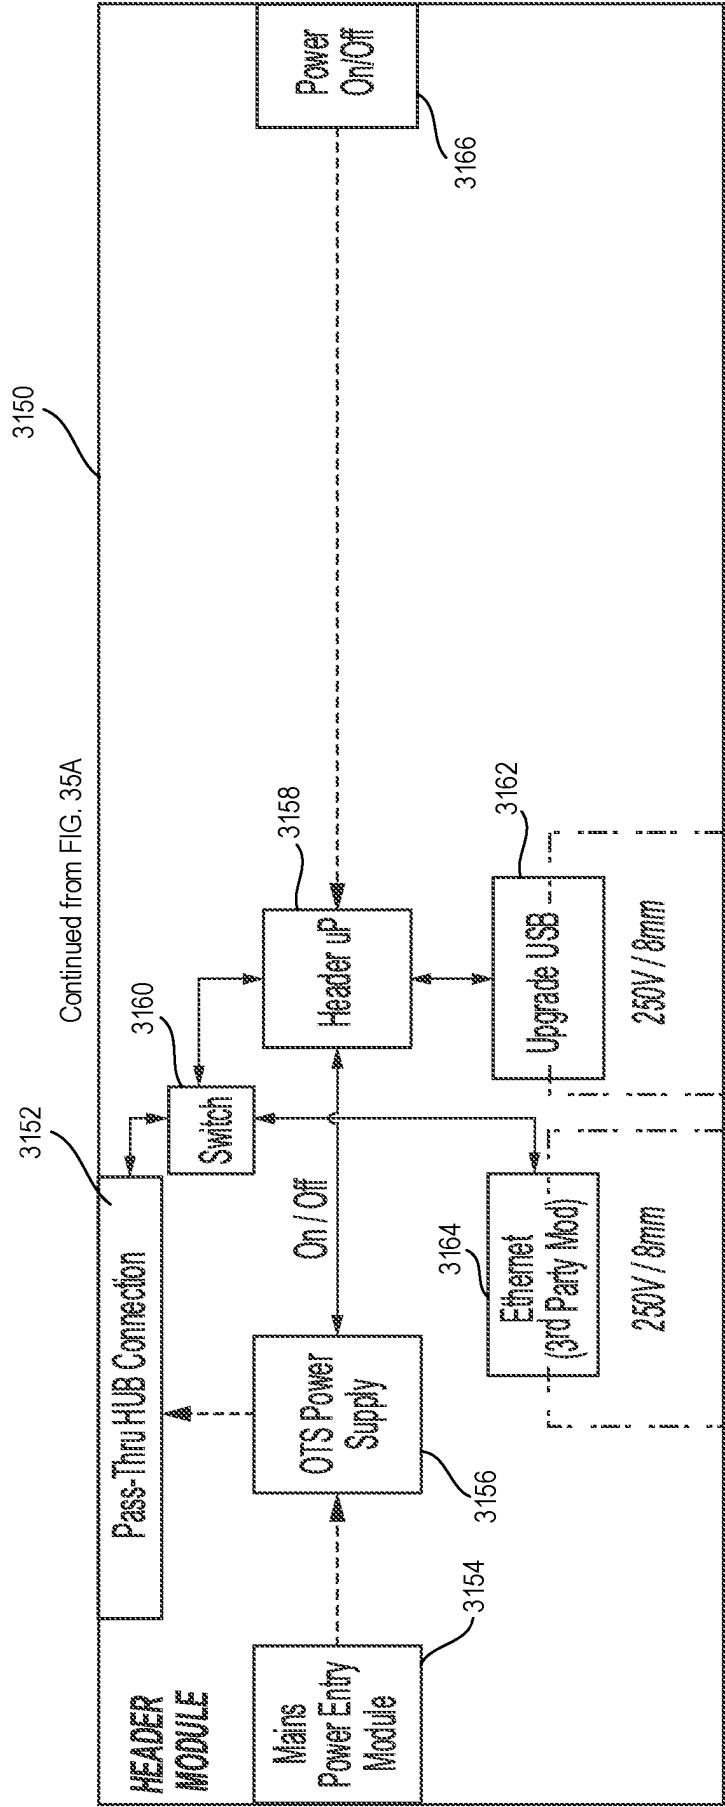 Continued from FIG. 35A
3150
3152
3160
3158
HEADER
MODULE
Pass-Thru HUB Connection
Switch
Mains
Power Entry
Module
3154
OTS Power
Supply
3156
On / Off
Header uP
Power
On/Off
3166
3164
Ethernet
(3rd Party Mod)
250V / 8mm
3162
Upgrade USB
250V / 8mm